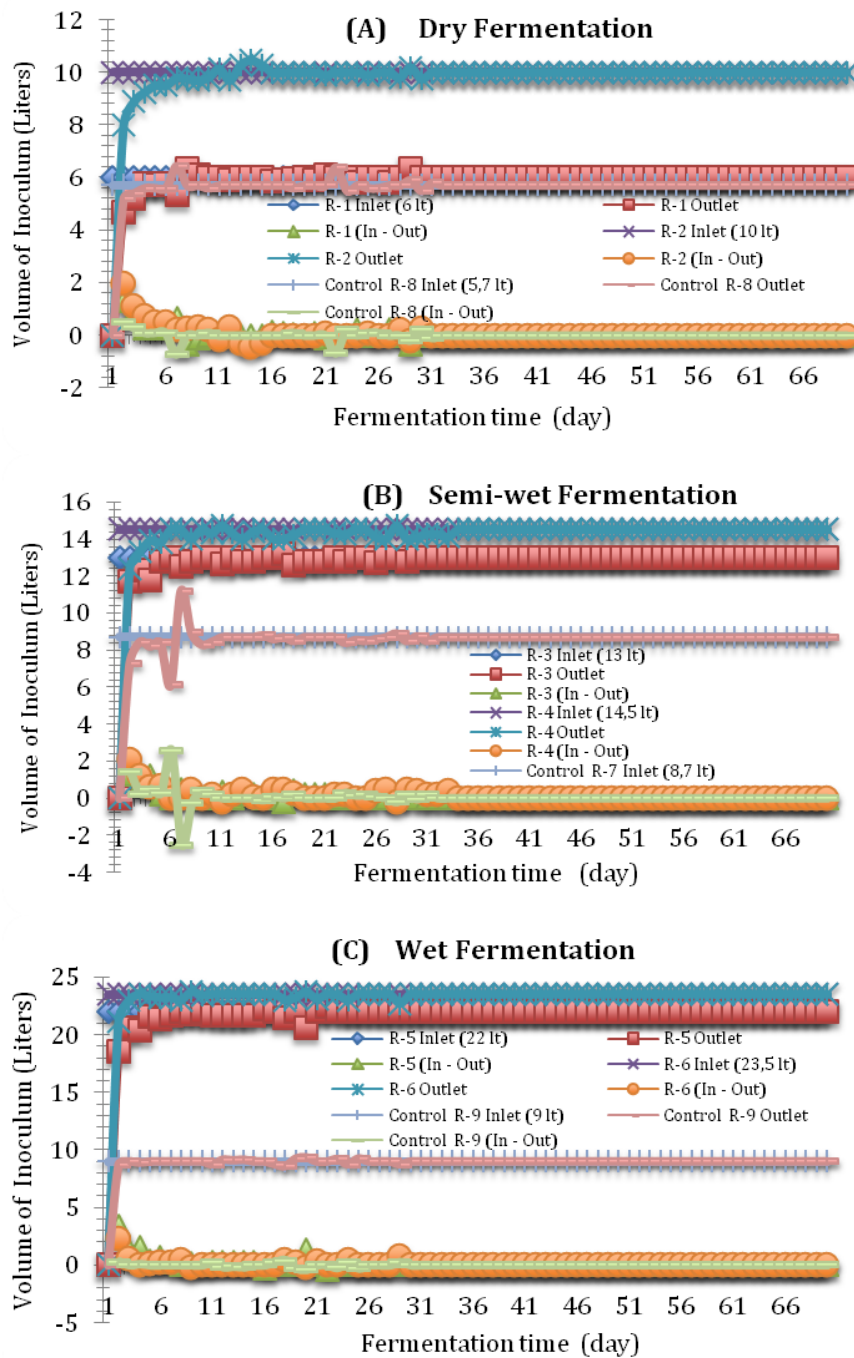 (A) Dry Fermentation
Volume of Inoculum (Liters)
12
10
8
6
4
2
0
-2
R-1 Inlet (6 lt) R-1 Outlet
R-1 (In - Out) R-2 Inlet (10 lt)
R-2 Outlet R-2 (In - Out)
Control R-8 Inlet (5,7 lt) Control R-8 Outlet
Control R-8 (In - Out)
1 6 11 16 21 26 31 36 41 46 51 56 61 66
Fermentation time (day)
(B) Semi-wet Fermentation
Volume of Inoculum (Liters)
16
14
12
10
8
6
4
2
0
-2
-4
R-3 Inlet (13 lt)
R-3 Outlet
R-3 (In - Out)
R-4 Inlet (14,5 lt)
R-4 Outlet
R-4 (In - Out)
Control R-7 Inlet (8,7 lt)
1 6 11 16 21 26 31 36 41 46 51 56 61 66
Fermentation time (day)
(C) Wet Fermentation
Volume of Inoculum (Liters)
25
20
15
10
5
0
-5
R-5 Inlet (22 lt) R-5 Outlet
R-5 (In - Out) R-6 Inlet (23,5 lt)
R-6 Outlet R-6 (In - Out)
Control R-9 Inlet (9 lt) Control R-9 Outlet
Control R-9 (In - Out)
1 6 11 16 21 26 31 36 41 46 51 56 61 66
Fermentation time (day)